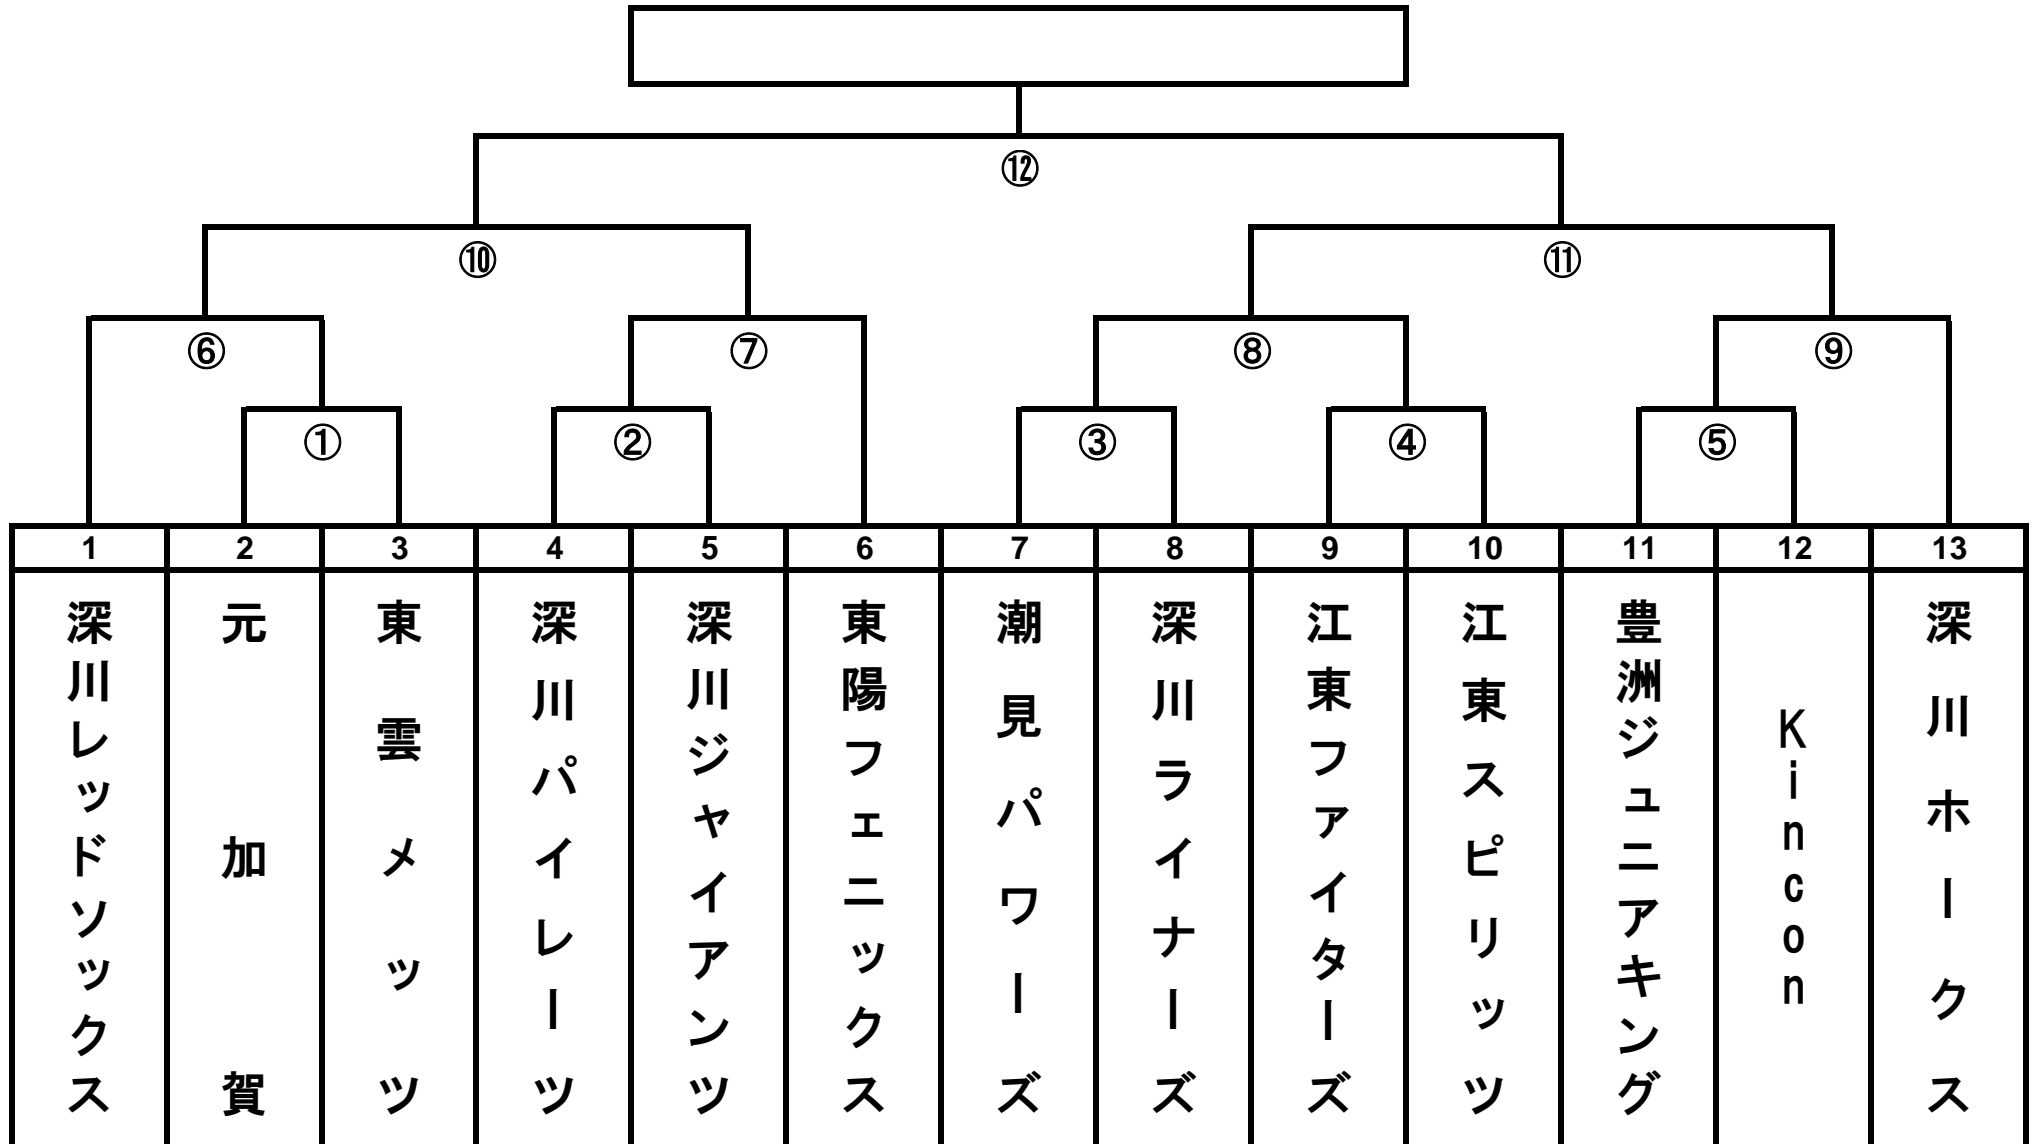 ⑫
⑩ ⑪
⑥ ⑦ ⑧ ⑨
① ② ③ ④ ⑤
1 2 3 4 5 6 7 8 9 10 11 12 13
深川レッドソックス
元加賀
東雲メッツ
深川パイレーツ
深川ジャイアンツ
東陽フェニックス
潮見パワーズ
深川ライナーズ
江東ファイターズ
江東スピリッツ
豊洲ジュニアキング
Kincon
深川ホークス